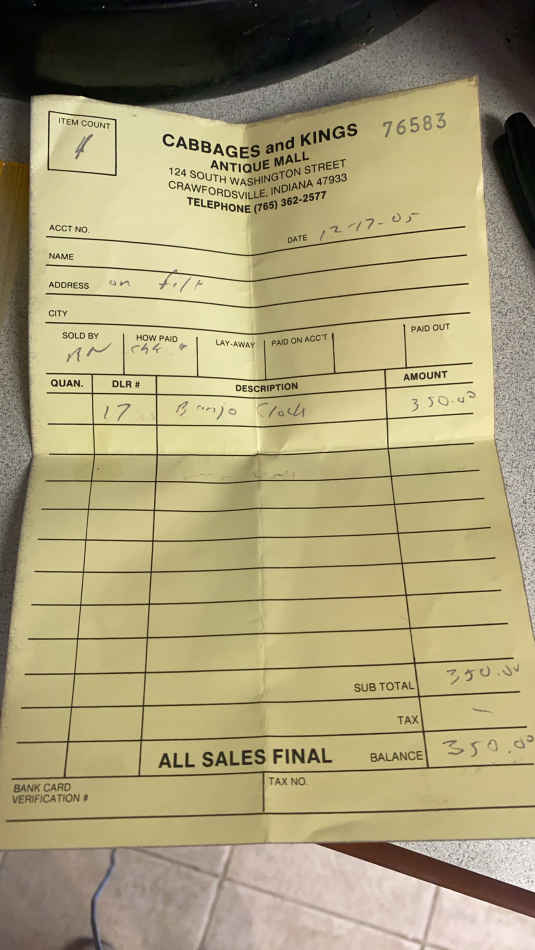 ITEM COUNT
CABBAGES and KINGS 76583
ANTIQUE MALL
124 SOUTH WASHINGTON STREET
CRAWFORDSVILLE, INDIANA 47933
TELEPHONE (765) 362-2577
ACCT NO.
DATE 12-17-05
NAME
ADDRESS on file
CITY
SOLD BY HOW PAID LAY-AWAY PAID ON ACC'T PAID OUT
QUAN. DLR # DESCRIPTION AMOUNT
17 Banjo Clock 350.00
SUB TOTAL 350.00
TAX -
ALL SALES FINAL BALANCE 350.00
BANK CARD TAX NO.
VERIFICATION #